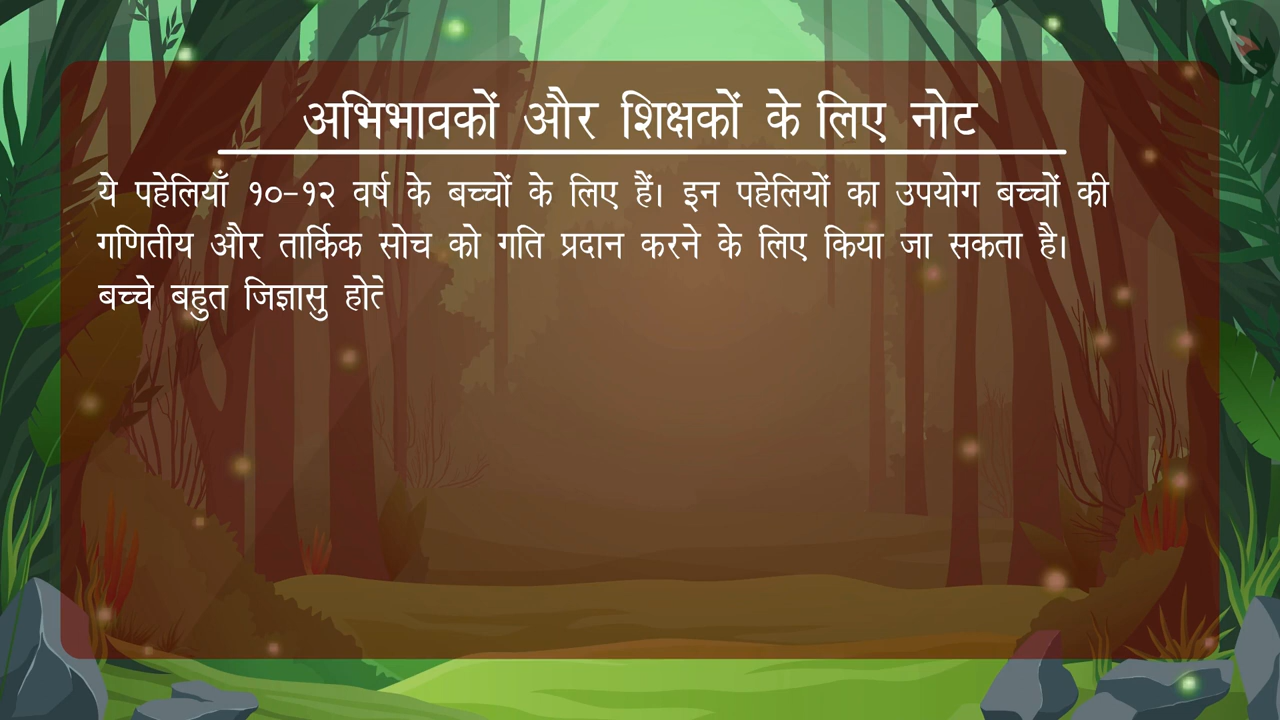 अभिभावकों और शिक्षकों के लिए नोट
ये पहेलियाँ १०-१२ वर्ष के बच्चों के लिए हैं। इन पहेलियों का उपयोग बच्चों की
गणितीय और तार्किक सोच को गति प्रदान करने के लिए किया जा सकता है।
बच्चे बहुत जिज्ञासु होते